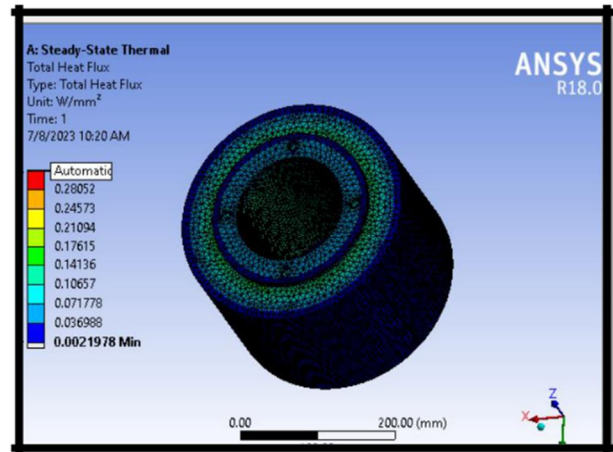 A: Steady-State Thermal
Total Heat Flux
Type: Total Heat Flux
Unit: W/mm²
Time: 1
7/8/2023 10:20 AM
ANSYS
R18.0
Automatic
0.28052
0.24573
0.21094
0.17615
0.14136
0.10657
0.071778
0.036988
0.0021978 Min
0.00
200.00 (mm)
Z
X